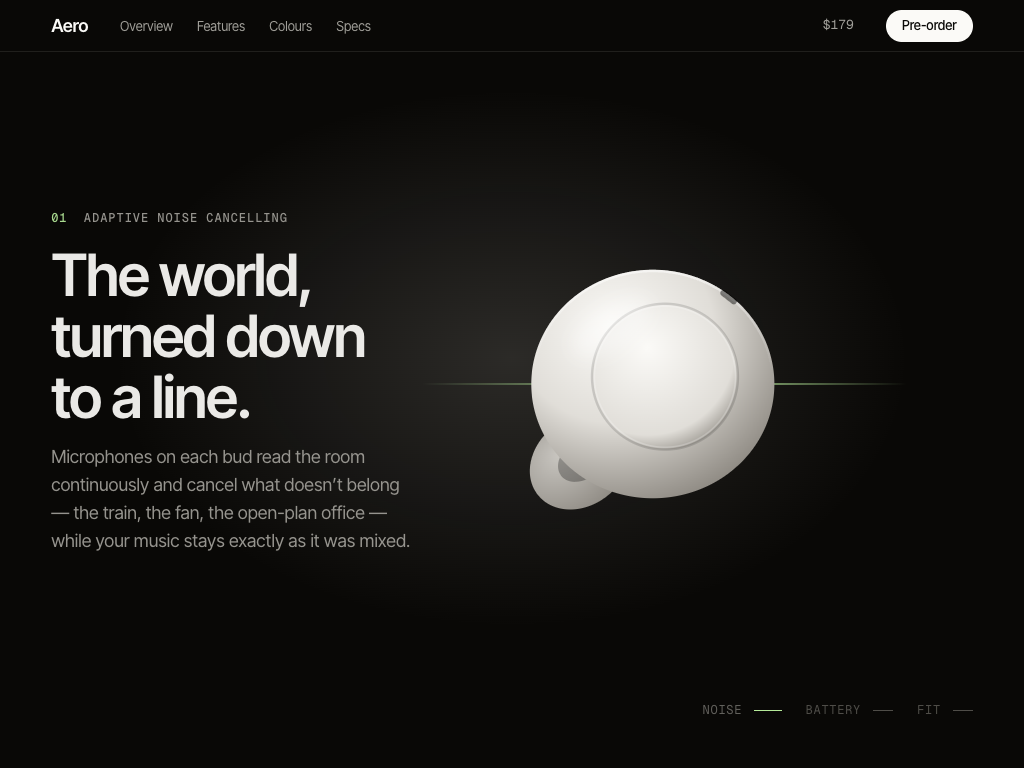 Aero Overview Features Colours Specs $179 Pre-order
01 ADAPTIVE NOISE CANCELLING
The world,
turned down
to a line.
Microphones on each bud read the room
continuously and cancel what doesn’t belong
— the train, the fan, the open-plan office —
while your music stays exactly as it was mixed.
NOISE BATTERY FIT